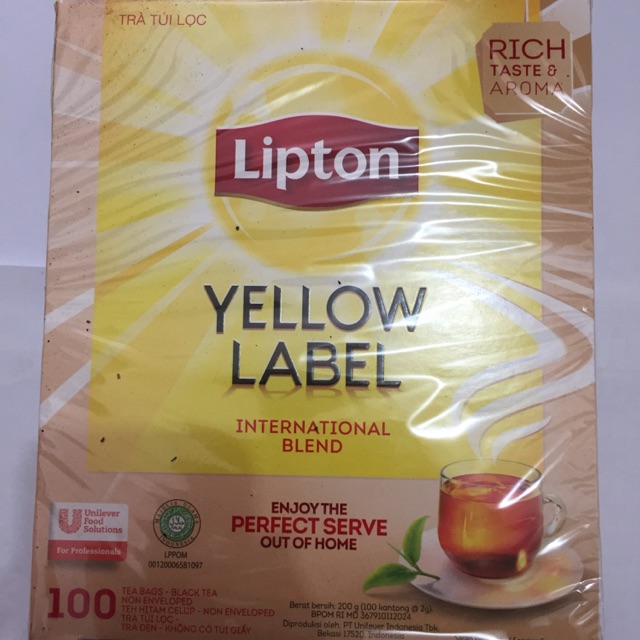 TRÀ TÚI LỌC
RICH
TASTE &
AROMA
Lipton
YELLOW
LABEL
INTERNATIONAL
BLEND
ENJOY THE
PERFECT SERVE
OUT OF HOME
Unilever
Food
Solutions
For Professionals
LPPOM
00120006581097
100
TEA BAGS - BLACK TEA
NON ENVELOPED
TEH HITAM CELUP - NON ENVELOPED
TRÀ TÚI LỌC -
TRÀ ĐEN - KHÔNG CÓ TÚI GIẤY
Berat bersih: 200 g (100 kantong @ 2g)
BPOM RI MD 867910112024
Diproduksi oleh: PT Unilever Indonesia Tbk.
Bekasi 17520, Indonesia